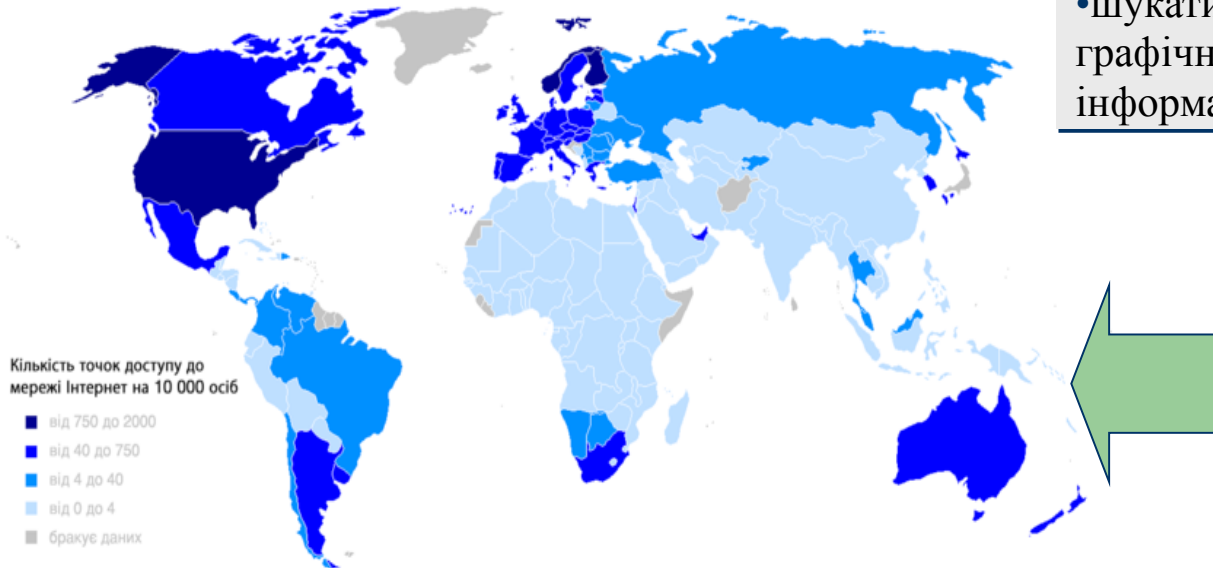 •шукати
графічн
інформа
Кількість точок доступу до
мережі Інтернет на 10 000 осіб
від 750 до 2000
від 40 до 750
від 4 до 40
від 0 до 4
бракує даних